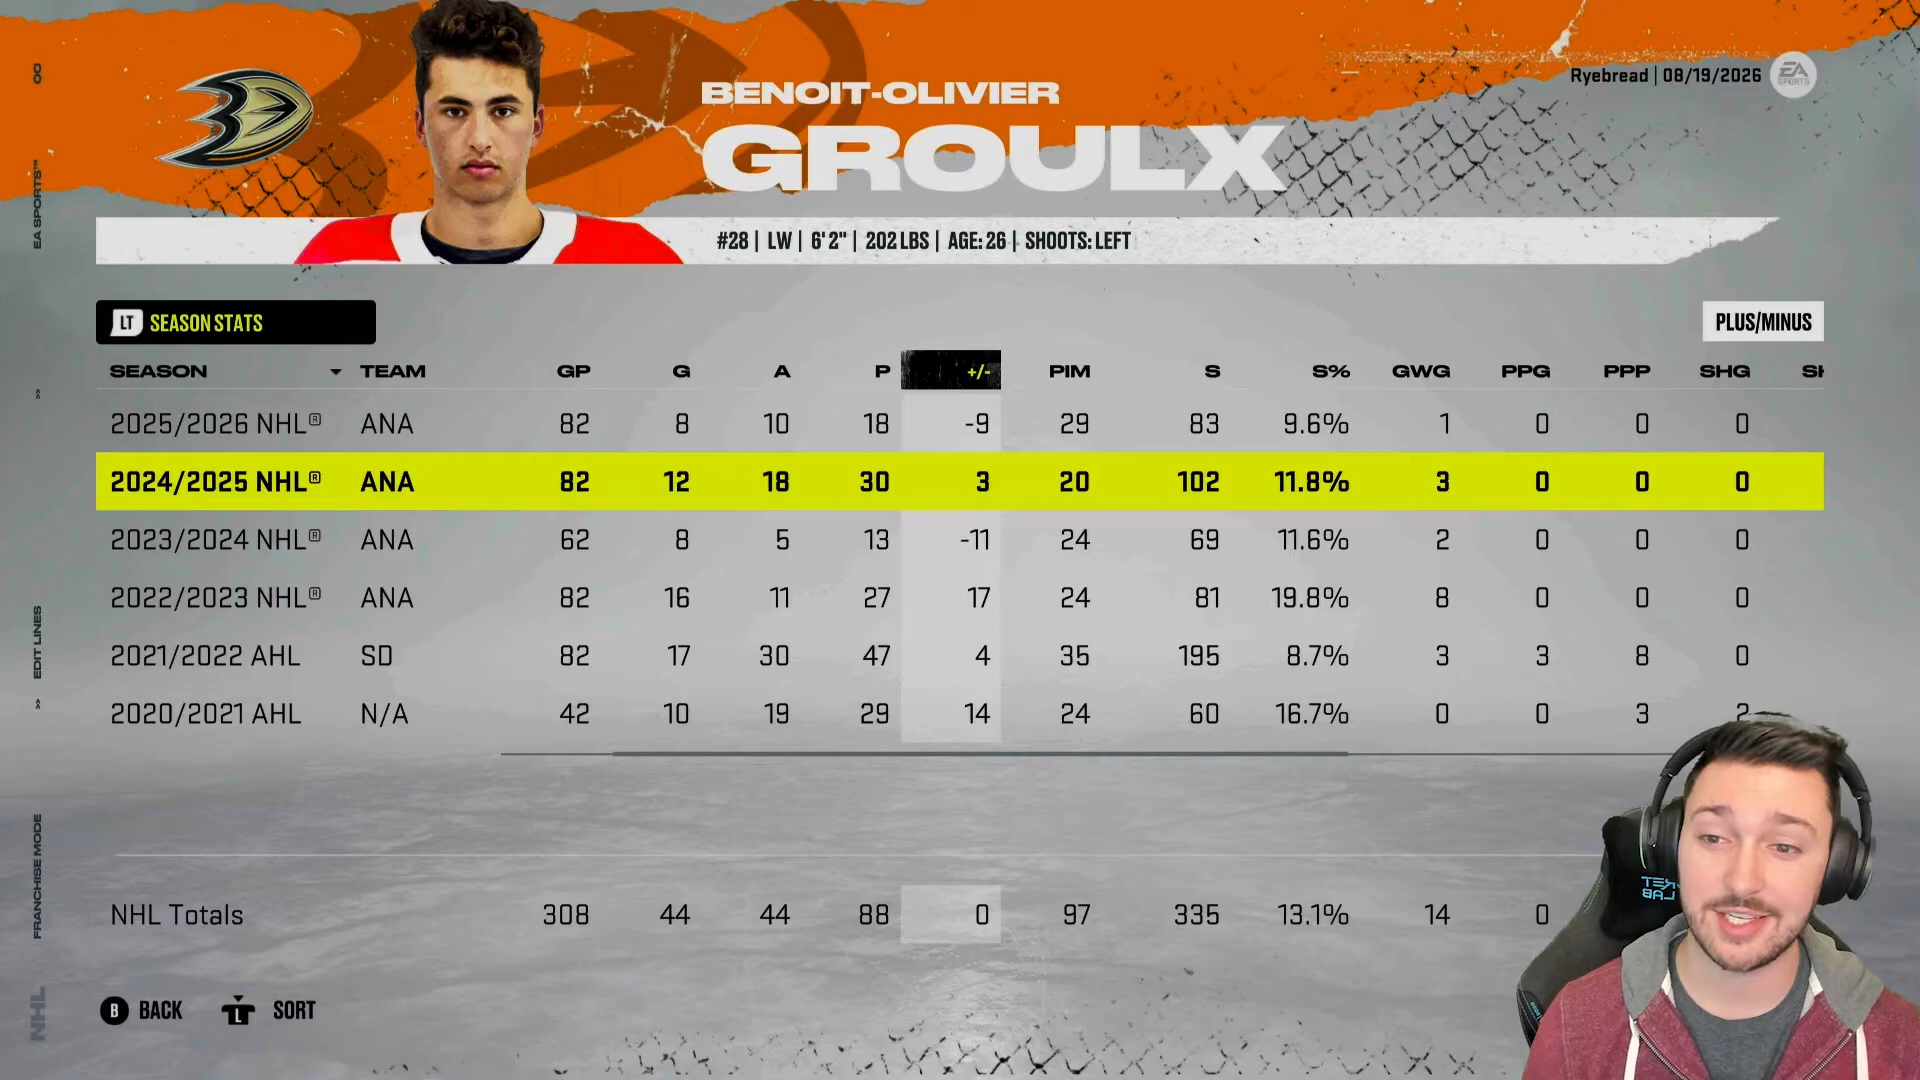 BENOIT-OLIVIER
GROULX
Ryebread | 08/19/2026
EA SPORTS
#28 | LW | 6'2" | 202 LBS | AGE: 26 | SHOOTS: LEFT
LT SEASON STATS
PLUS/MINUS
SEASON TEAM GP G A P +/- PIM S S% GWG PPG PPP SHG
2025/2026 NHL® ANA 82 8 10 18 -9 29 83 9.6% 1 0 0 0
2024/2025 NHL® ANA 82 12 18 30 3 20 102 11.8% 3 0 0 0
2023/2024 NHL® ANA 62 8 5 13 -11 24 69 11.6% 2 0 0 0
2022/2023 NHL® ANA 82 16 11 27 17 24 81 19.8% 8 0 0 0
2021/2022 AHL SD 82 17 30 47 4 35 195 8.7% 3 3 8 0
2020/2021 AHL N/A 42 10 19 29 14 24 60 16.7% 0 0 3 2
NHL Totals 308 44 44 88 0 97 335 13.1% 14 0
B BACK L SORT
EA SPORTS™
EDIT LINES
FRANCHISE MODE
NHL